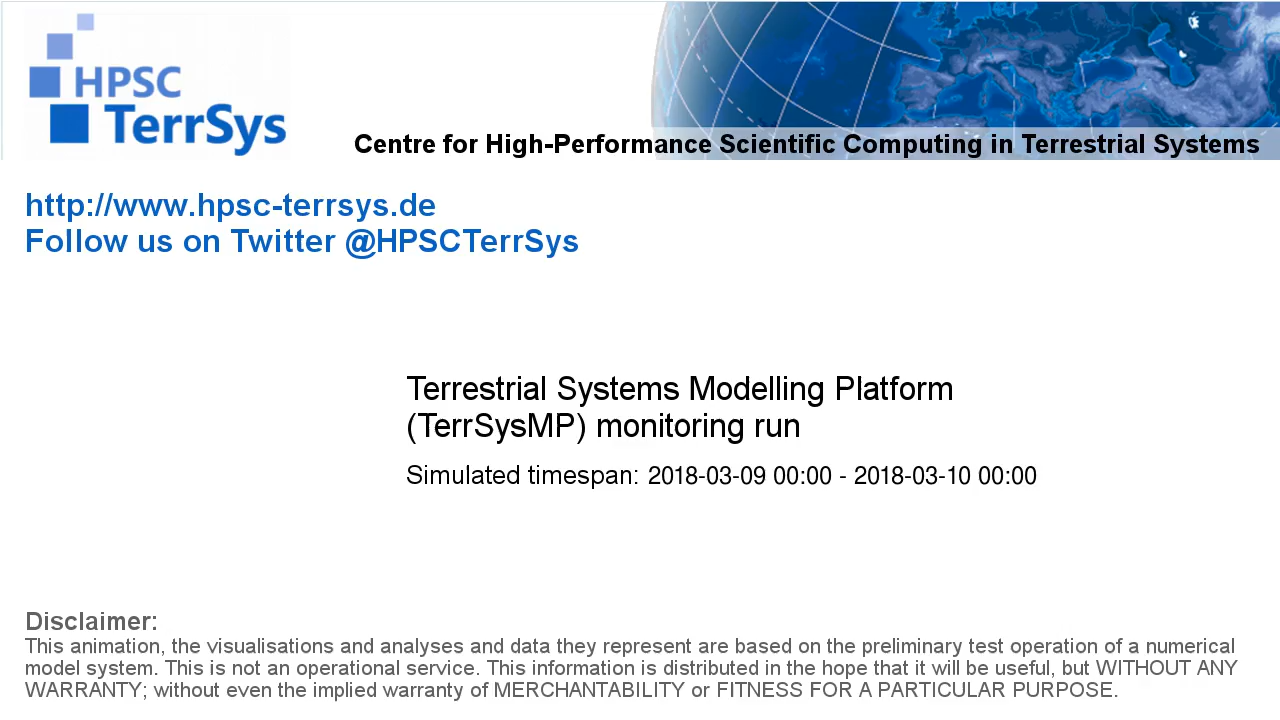 HPSC
TerrSys
Centre for High-Performance Scientific Computing in Terrestrial Systems
http://www.hpsc-terrsys.de
Follow us on Twitter @HPSCTerrSys
Terrestrial Systems Modelling Platform
(TerrSysMP) monitoring run
Simulated timespan: 2018-03-09 00:00 - 2018-03-10 00:00
Disclaimer:
This animation, the visualisations and analyses and data they represent are based on the preliminary test operation of a numerical
model system. This is not an operational service. This information is distributed in the hope that it will be useful, but WITHOUT ANY
WARRANTY; without even the implied warranty of MERCHANTABILITY or FITNESS FOR A PARTICULAR PURPOSE.